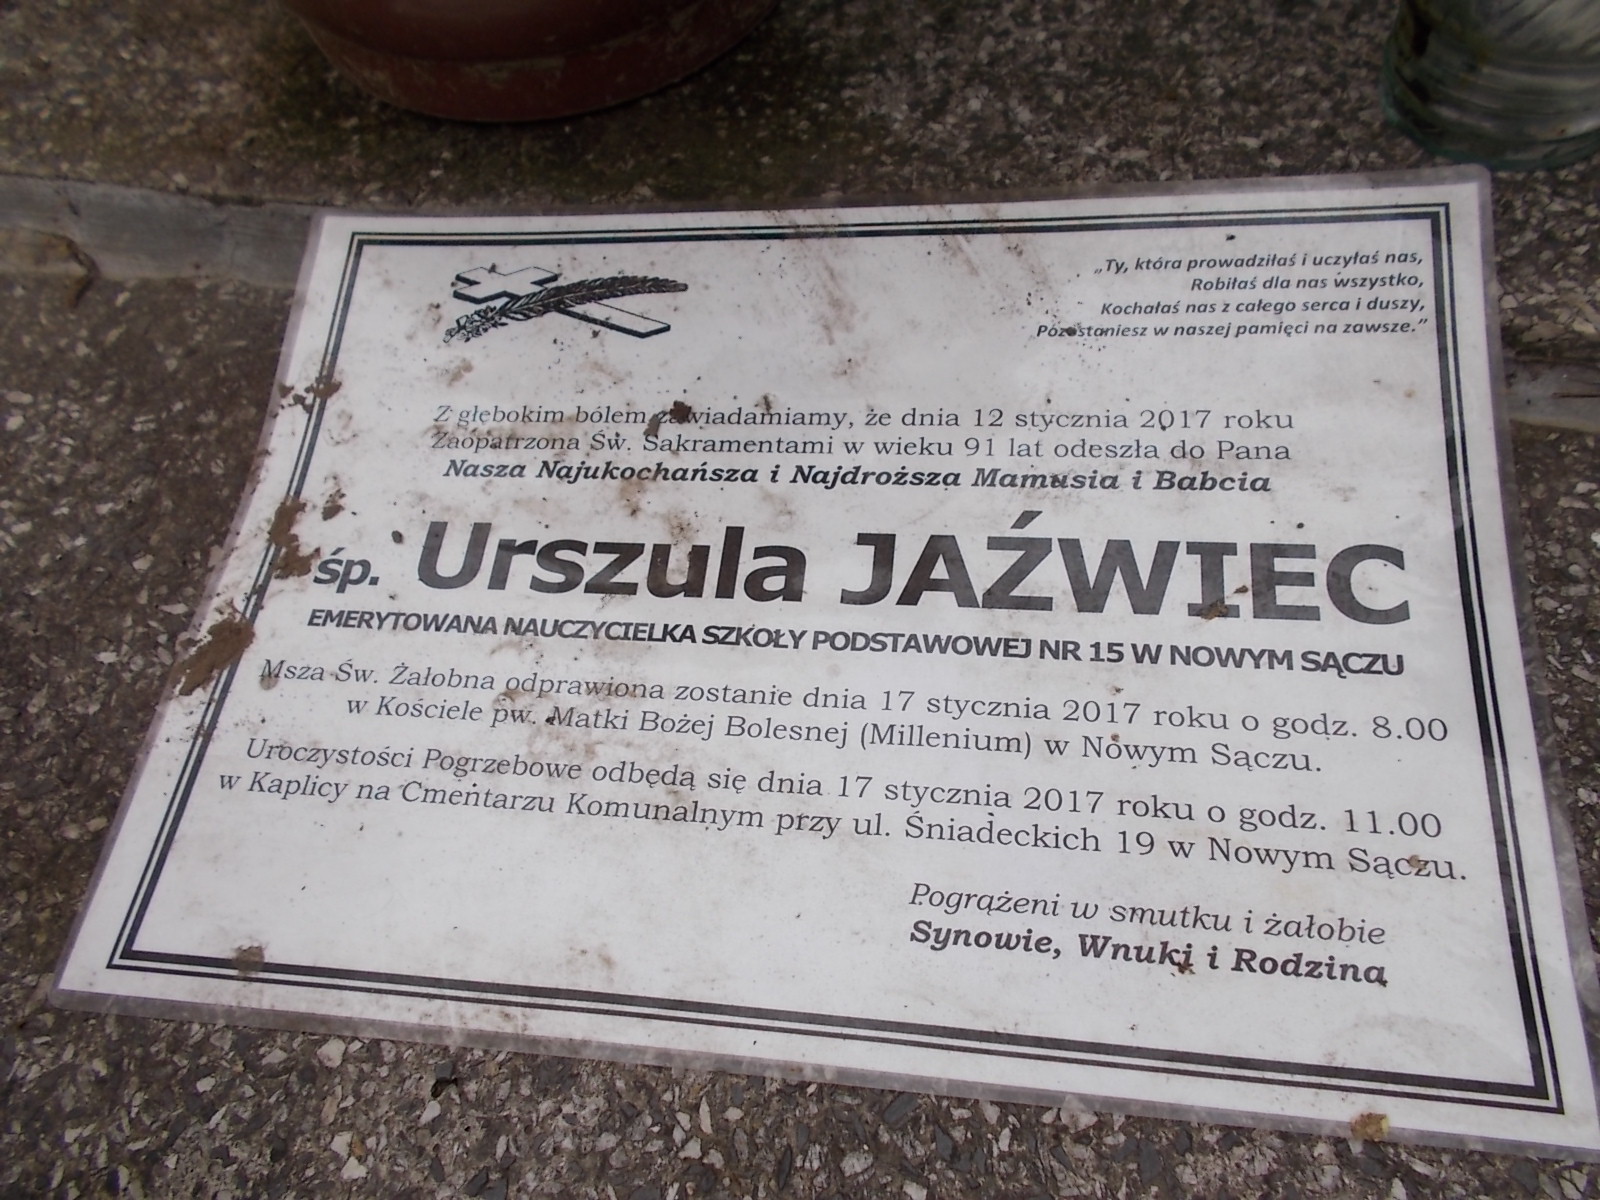 „Ty, która prowadziłaś i uczyłaś nas,
Robiłaś dla nas wszystko,
Kochałaś nas z całego serca i duszy,
Pozostaniesz w naszej pamięci na zawsze.”
Z głębokim bólem zawiadamiamy, że dnia 12 stycznia 2017 roku
Zaopatrzona Św. Sakramentami w wieku 91 lat odeszła do Pana
Nasza Najukochańsza i Najdroższa Mamusia i Babcia
śp. Urszula JAŹWIEC
EMERYTOWANA NAUCZYCIELKA SZKOŁY PODSTAWOWEJ NR 15 W NOWYM SĄCZU
Msza Św. Żałobna odprawiona zostanie dnia 17 stycznia 2017 roku o godz. 8.00
w Kościele pw. Matki Bożej Bolesnej (Millenium) w Nowym Sączu.
Uroczystości Pogrzebowe odbędą się dnia 17 stycznia 2017 roku o godz. 11.00
w Kaplicy na Cmentarzu Komunalnym przy ul. Śniadeckich 19 w Nowym Sączu.
Pogrążeni w smutku i żałobie
Synowie, Wnuki i Rodzina